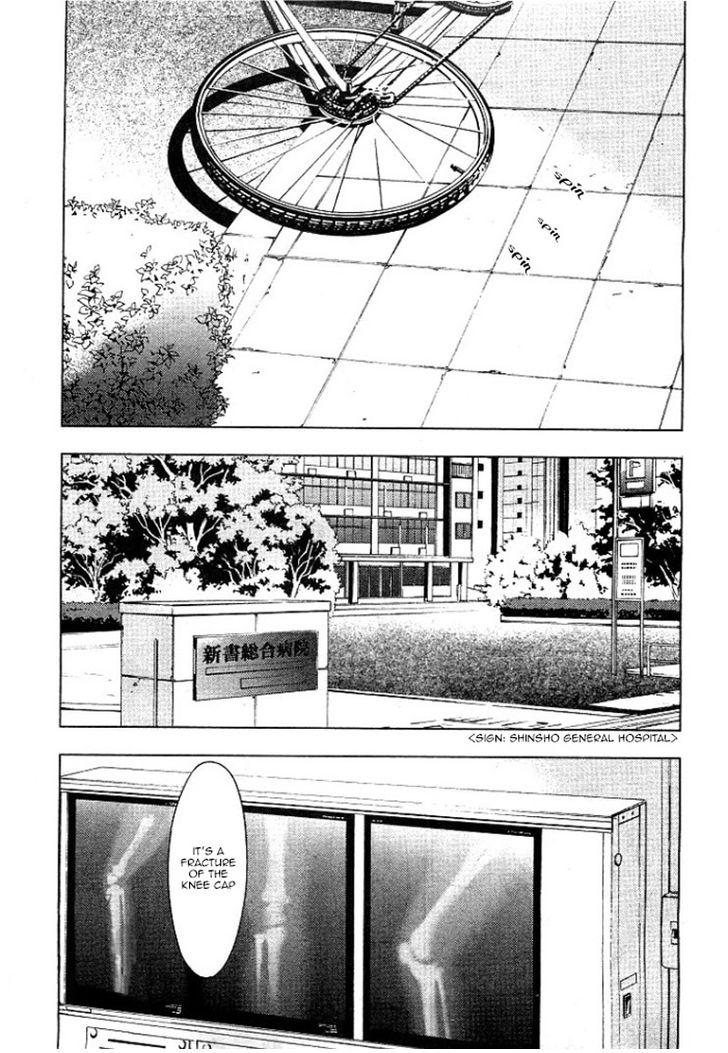 spin
spin
spin
新書総合病院
<SIGN: SHINSHO GENERAL HOSPITAL>
IT'S A
FRACTURE
OF THE
KNEE CAP